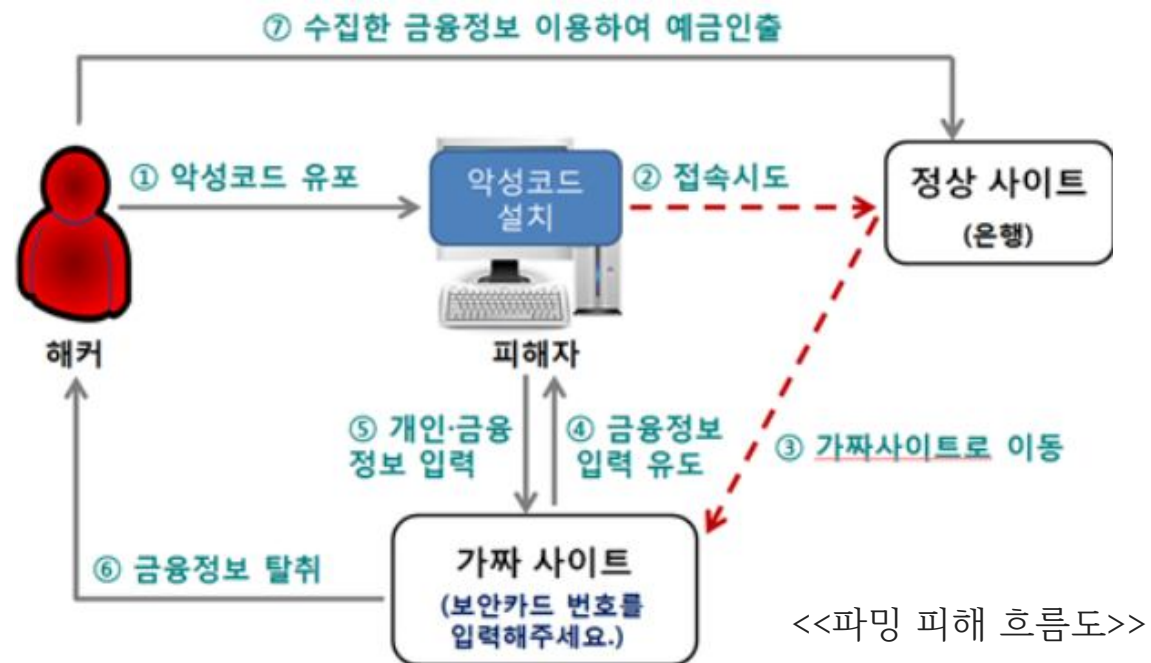 ⑦ 수집한 금융정보 이용하여 예금인출
① 악성코드 유포
악성코드
설치
② 접속시도
정상 사이트
(은행)
해커
피해자
⑤ 개인·금융
정보 입력
④ 금융정보
입력 유도
③ 가짜사이트로 이동
⑥ 금융정보 탈취
가짜 사이트
(보안카드 번호를
입력해주세요.)
<<파밍 피해 흐름도>>